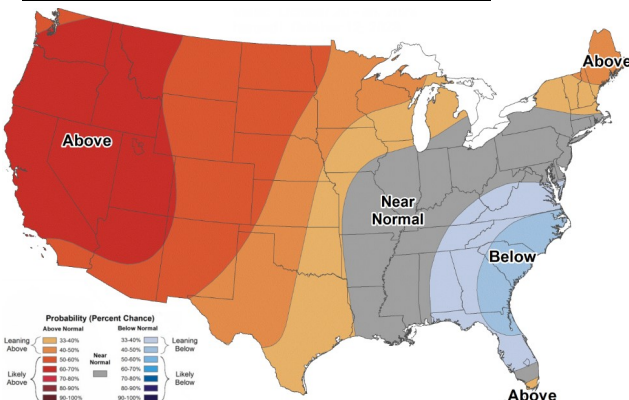 Above
Above
Near
Normal
Below
Above
Probability (Percent Chance)
Above Normal
Below Normal
Leaning
Above
33-40%
40-50%
50-60%
60-70%
70-80%
80-90%
90-100%
Likely
Above
Near
Normal
33-40%
40-50%
50-60%
60-70%
70-80%
80-90%
90-100%
Leaning
Below
Likely
Below